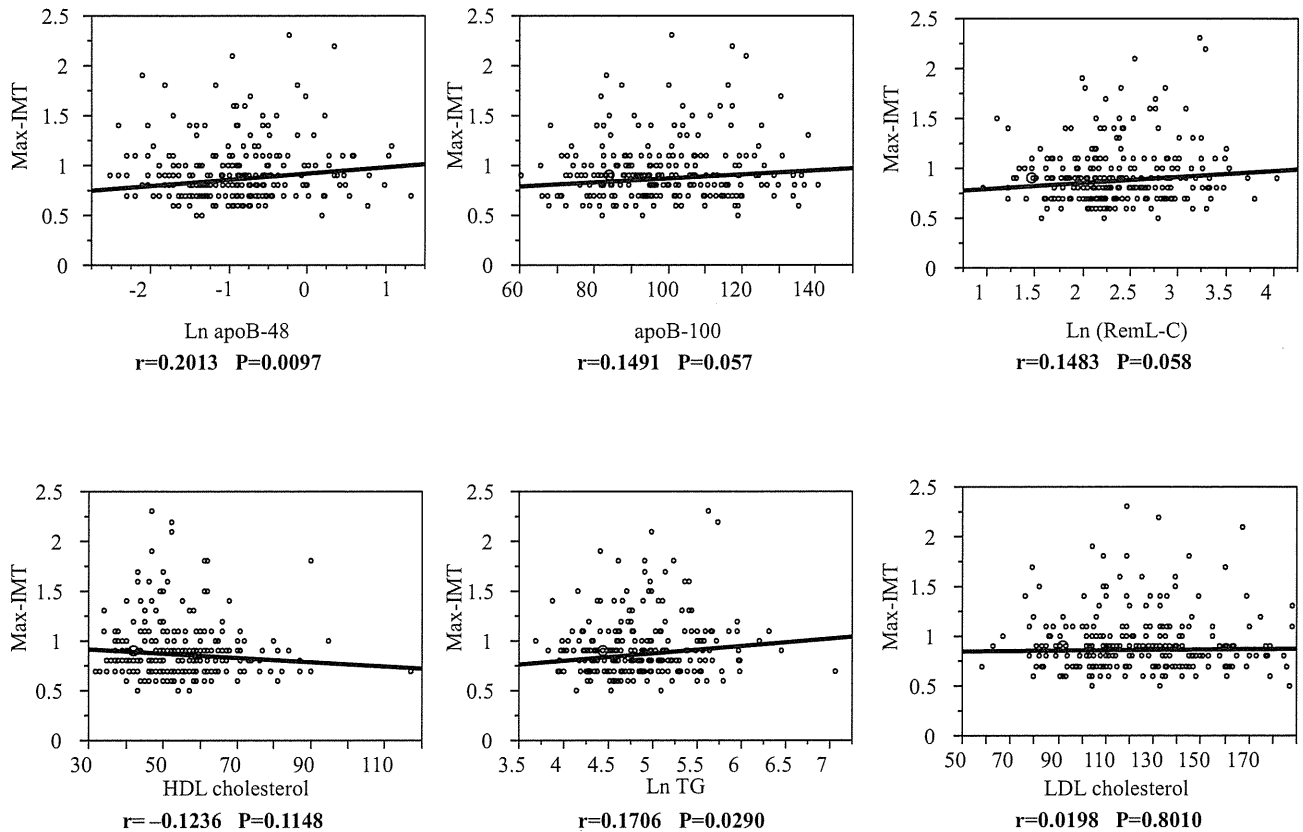 2.5 2 1.5 1 0.5 0
Max-IMT
-2 -1 0 1
Ln apoB-48
r=0.2013 P=0.0097
2.5 2 1.5 1 0.5 0
Max-IMT
60 80 100 120 140
apoB-100
r=0.1491 P=0.057
2.5 2 1.5 1 0.5 0
Max-IMT
1 1.5 2 2.5 3 3.5 4
Ln (RemL-C)
r=0.1483 P=0.058
2.5 2 1.5 1 0.5 0
Max-IMT
30 50 70 90 110
HDL cholesterol
r= −0.1236 P=0.1148
2.5 2 1.5 1 0.5 0
Max-IMT
3.5 4 4.5 5 5.5 6 6.5 7
Ln TG
r=0.1706 P=0.0290
2.5 2 1.5 1 0.5 0
Max-IMT
50 70 90 110 130 150 170
LDL cholesterol
r=0.0198 P=0.8010